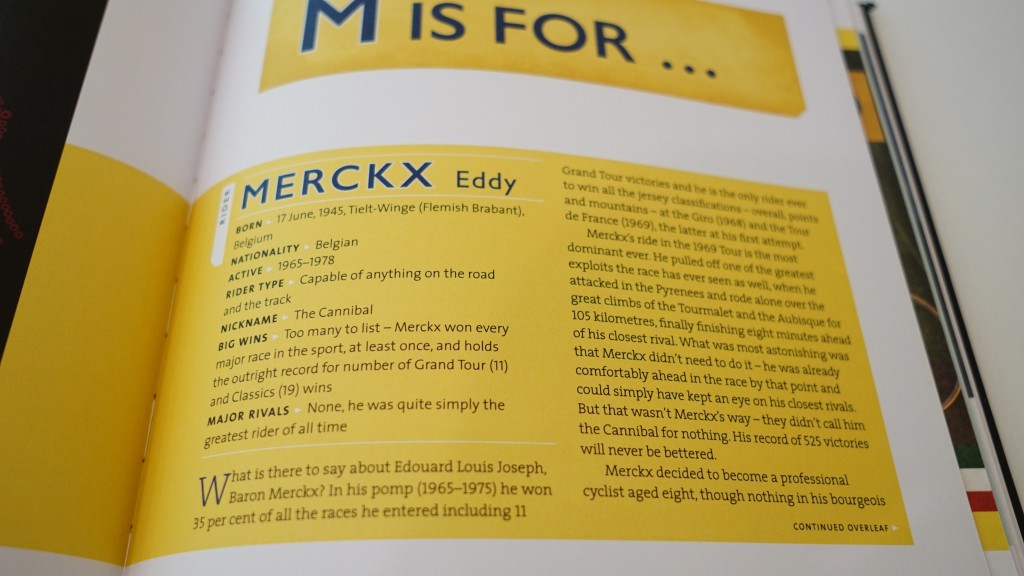 M IS FOR ...
RIDER
MERCKX Eddy
BORN ▸ 17 June, 1945, Tielt-Winge (Flemish Brabant),
Belgium
NATIONALITY ▸ Belgian
ACTIVE ▸ 1965–1978
RIDER TYPE ▸ Capable of anything on the road
and the track
NICKNAME ▸ The Cannibal
BIG WINS ▸ Too many to list – Merckx won every
major race in the sport, at least once, and holds
the outright record for number of Grand Tour (11)
and Classics (19) wins
MAJOR RIVALS ▸ None, he was quite simply the
greatest rider of all time
What is there to say about Edouard Louis Joseph,
Baron Merckx? In his pomp (1965–1975) he won
35 per cent of all the races he entered including 11
Grand Tour victories and he is the only rider ever
to win all the jersey classifications – overall, points
and mountains – at the Giro (1968) and the Tour
de France (1969), the latter at his first attempt.
Merckx's ride in the 1969 Tour is the most
dominant ever. He pulled off one of the greatest
exploits the race has ever seen as well, when he
attacked in the Pyrenees and rode alone over the
great climbs of the Tourmalet and the Aubisque for
105 kilometres, finally finishing eight minutes ahead
of his closest rival. What was most astonishing was
that Merckx didn't need to do it – he was already
comfortably ahead in the race by that point and
could simply have kept an eye on his closest rivals.
But that wasn't Merckx's way – they didn't call him
the Cannibal for nothing. His record of 525 victories
will never be bettered.
Merckx decided to become a professional
cyclist aged eight, though nothing in his bourgeois
CONTINUED OVERLEAF ▸